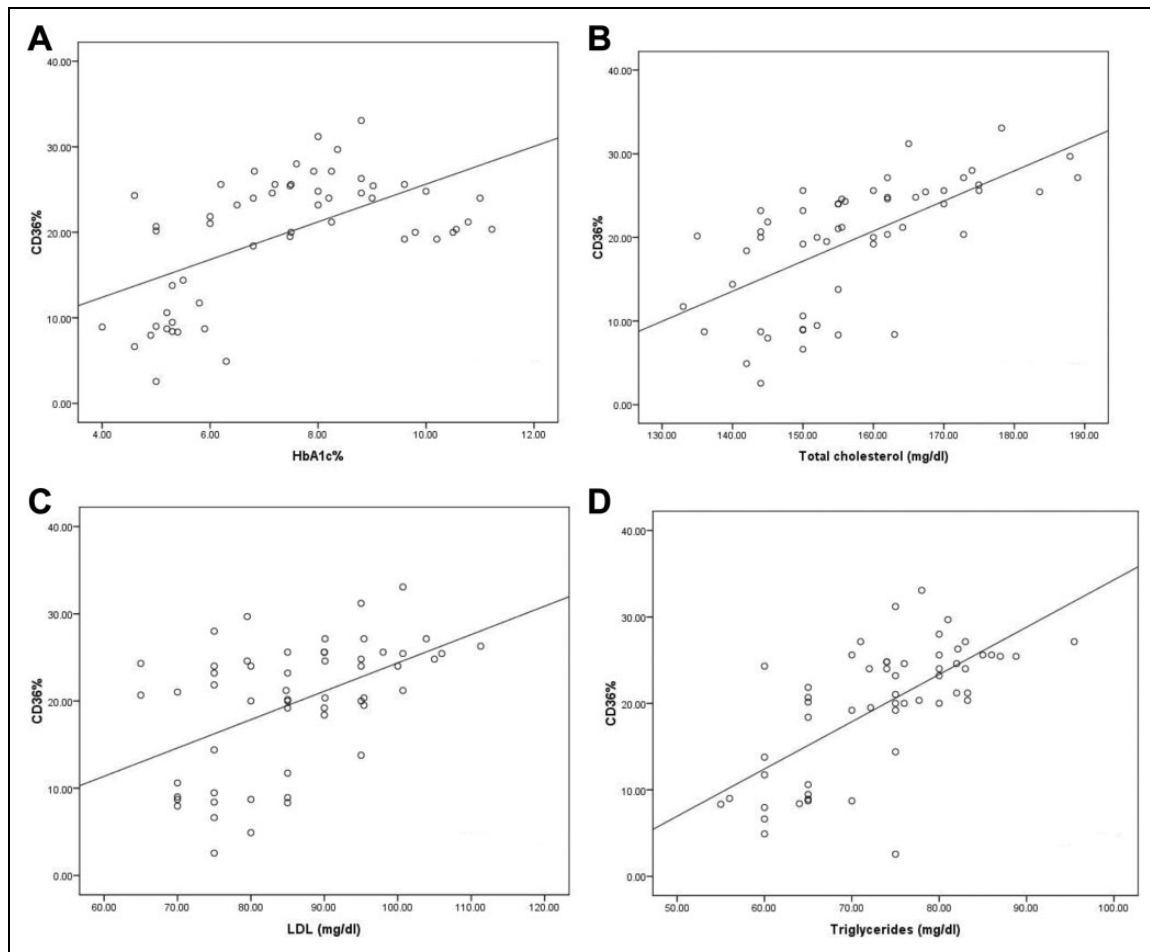 A
CD36%
40.00
30.00
20.00
10.00
0.00
4.00 6.00 8.00 10.00 12.00
HbA1c%
B
CD36%
40.00
30.00
20.00
10.00
0.00
130.00 140.00 150.00 160.00 170.00 180.00 190.00
Total cholesterol (mg/dl)
C
CD36%
40.00
30.00
20.00
10.00
0.00
60.00 70.00 80.00 90.00 100.00 110.00 120.00
LDL (mg/dl)
D
CD36%
40.00
30.00
20.00
10.00
0.00
50.00 60.00 70.00 80.00 90.00 100.00
Triglycerides (mg/dl)